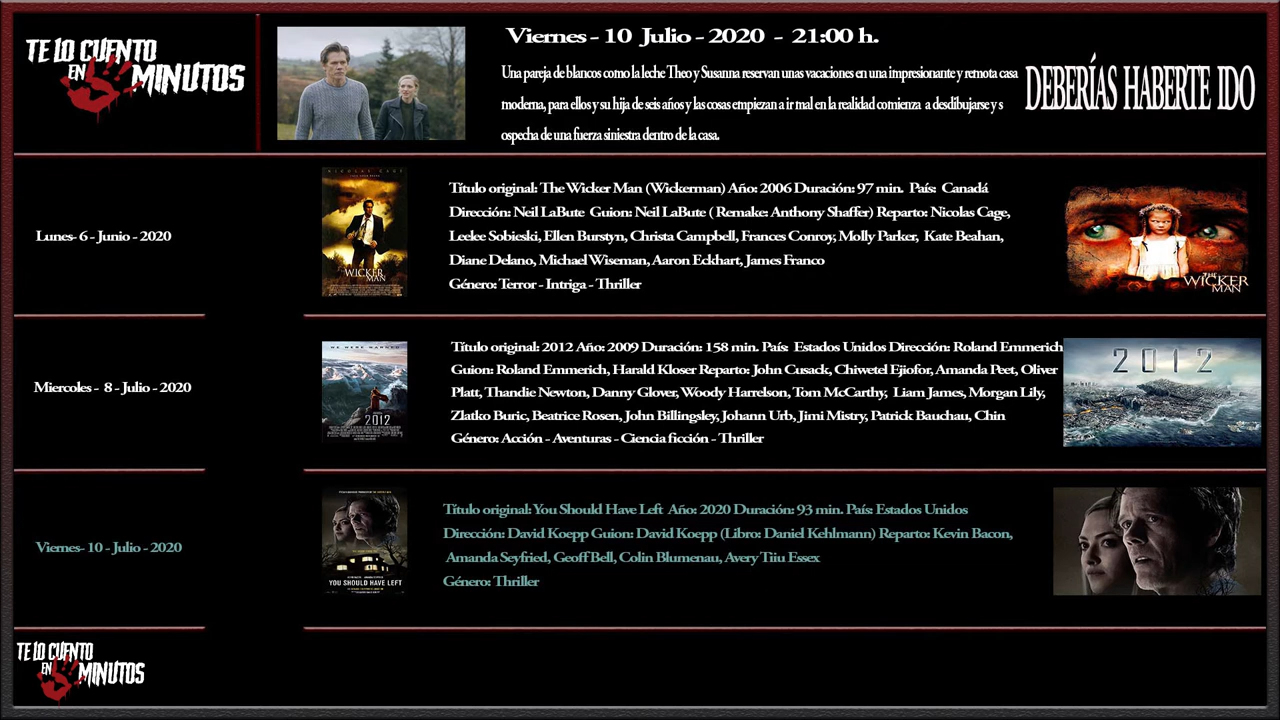 TE LO CUENTO
EN MINUTOS
Viernes - 10 Julio - 2020 - 21:00 h.
Una pareja de blancos como la leche Theo y Susanna reservan unas vacaciones en una impresionante y remota casa
moderna, para ellos y su hija de seis años y las cosas empiezan a ir mal en la realidad comienza a desdibujarse y s
ospecha de una fuerza siniestra dentro de la casa.
DEBERÍAS HABERTE IDO
Lunes- 6 - Junio - 2020
NICOLAS CAGE
WICKER
MAN
Título original: The Wicker Man (Wickerman) Año: 2006 Duración: 97 min. País: Canadá
Dirección: Neil LaBute Guion: Neil LaBute ( Remake: Anthony Shaffer) Reparto: Nicolas Cage,
Leelee Sobieski, Ellen Burstyn, Christa Campbell, Frances Conroy, Molly Parker, Kate Beahan,
Diane Delano, Michael Wiseman, Aaron Eckhart, James Franco
Género: Terror - Intriga - Thriller
THE
WICKER
MAN
Miercoles - 8 - Julio - 2020
WE WERE WARNED
2012
Título original: 2012 Año: 2009 Duración: 158 min. País: Estados Unidos Dirección: Roland Emmerich
Guion: Roland Emmerich, Harald Kloser Reparto: John Cusack, Chiwetel Ejiofor, Amanda Peet, Oliver
Platt, Thandie Newton, Danny Glover, Woody Harrelson, Tom McCarthy, Liam James, Morgan Lily,
Zlatko Buric, Beatrice Rosen, John Billingsley, Johann Urb, Jimi Mistry, Patrick Bauchau, Chin
Género: Acción - Aventuras - Ciencia ficción - Thriller
2012
Viernes- 10 - Julio - 2020
YOU SHOULD HAVE LEFT
Título original: You Should Have Left Año: 2020 Duración: 93 min. País: Estados Unidos
Dirección: David Koepp Guion: David Koepp (Libro: Daniel Kehlmann) Reparto: Kevin Bacon,
Amanda Seyfried, Geoff Bell, Colin Blumenau, Avery Tiiu Essex
Género: Thriller
TE LO CUENTO
EN MINUTOS